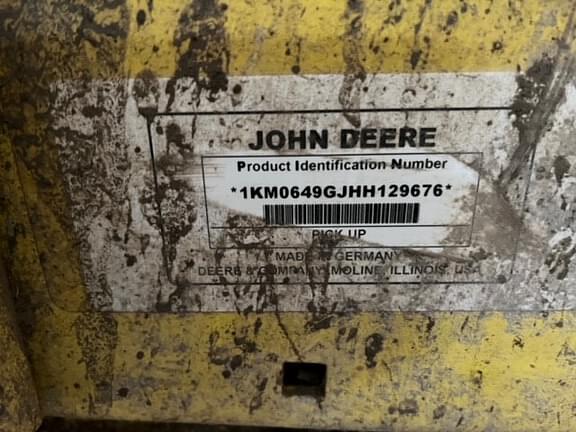 JOHN DEERE
Product Identification Number
*1KM0649GJHH129676*
PICK UP
MADE IN GERMANY
DEERE & COMPANY, MOLINE, ILLINOIS, USA